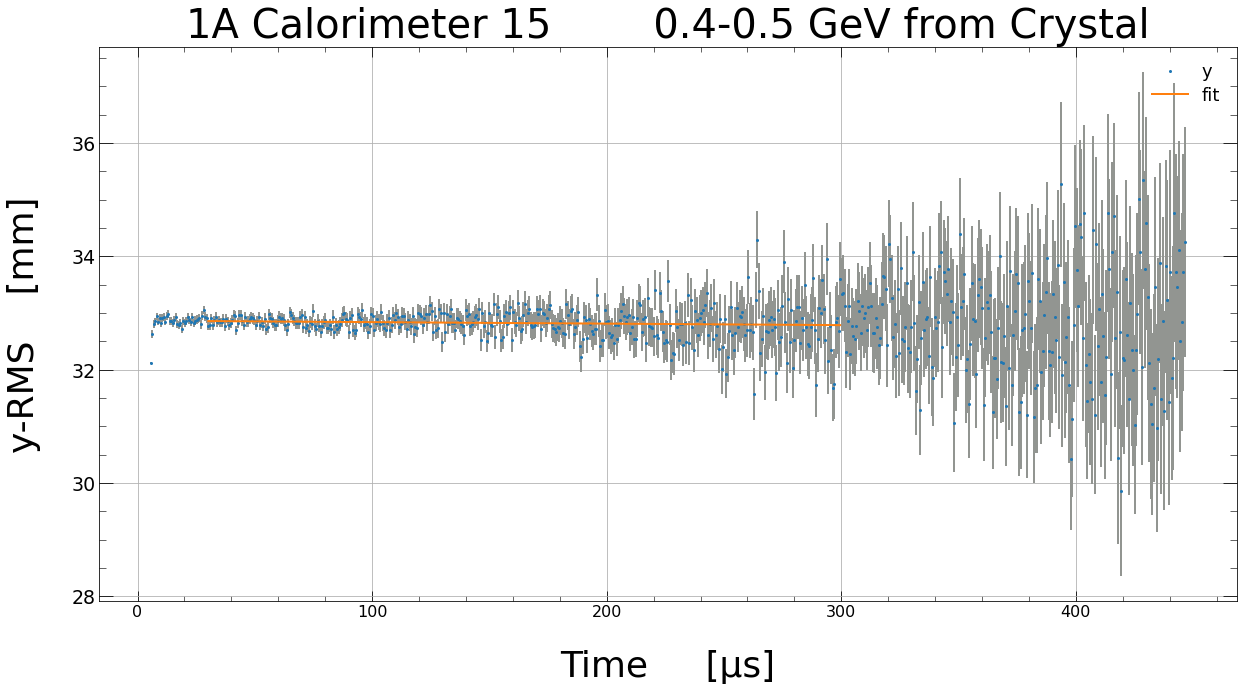 1A Calorimeter 15 0.4-0.5 GeV from Crystal
y
fit
36
34
32
30
28
y-RMS [mm]
0 100 200 300 400
Time [μs]